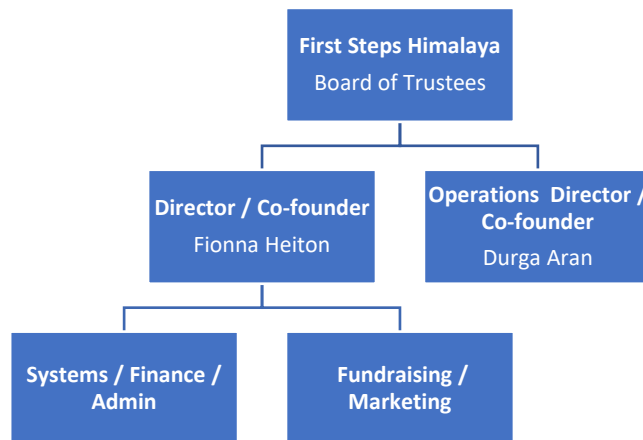 First Steps Himalaya
Board of Trustees
Director / Co-founder
Fionna Heiton
Operations Director /
Co-founder
Durga Aran
Systems / Finance /
Admin
Fundraising /
Marketing